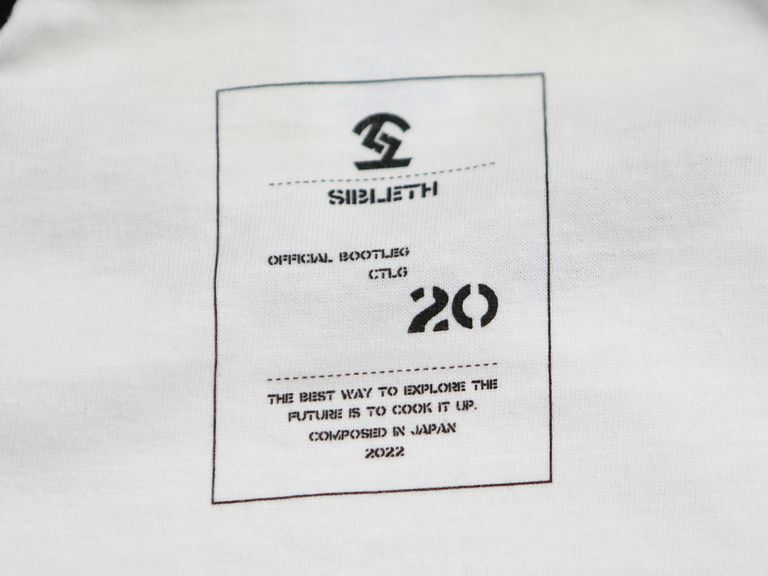 SIBLETH
OFFICIAL BOOTLEG
CTLG
20
THE BEST WAY TO EXPLORE THE
FUTURE IS TO COOK IT UP.
COMPOSED IN JAPAN
2022